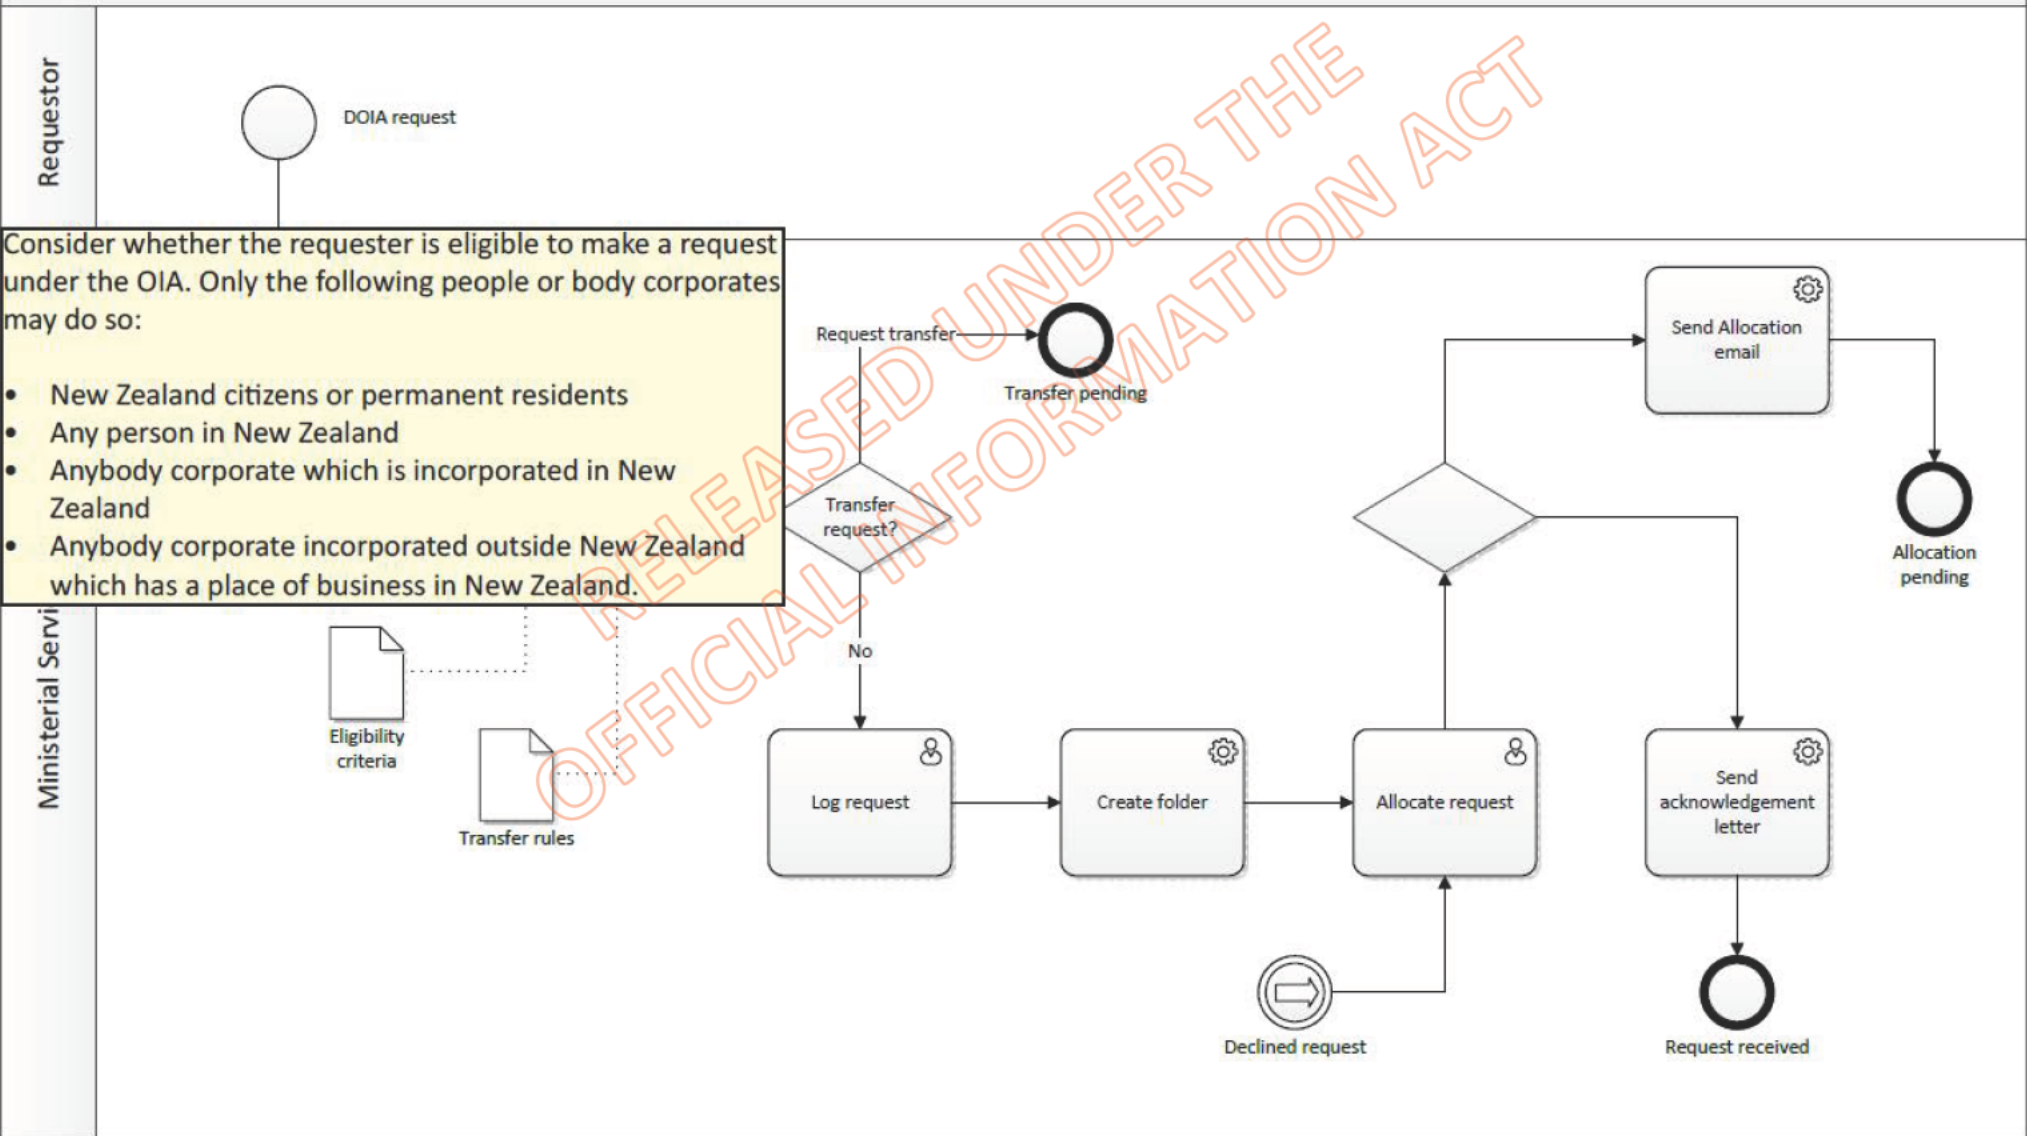 Requestor
DOIA request
Consider whether the requester is eligible to make a request
under the OIA. Only the following people or body corporates
may do so:
• New Zealand citizens or permanent residents
• Any person in New Zealand
• Anybody corporate which is incorporated in New
Zealand
• Anybody corporate incorporated outside New Zealand
which has a place of business in New Zealand.
Ministerial Servi
Request transfer
Transfer pending
Transfer
request?
No
Eligibility
criteria
Transfer rules
Log request
Create folder
Allocate request
Declined request
Send Allocation
email
Allocation
pending
Send
acknowledgement
letter
Request received
RELEASED UNDER THE
OFFICIAL INFORMATION ACT